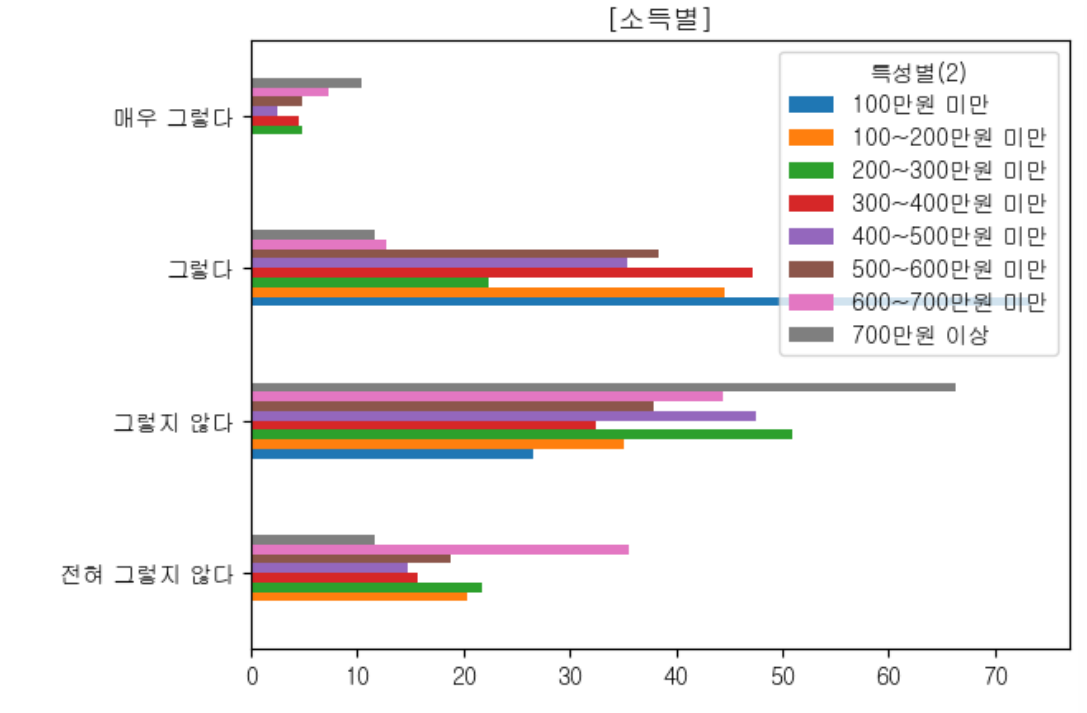 [소득별]
특성별(2)
100만원 미만
100~200만원 미만
200~300만원 미만
300~400만원 미만
400~500만원 미만
500~600만원 미만
600~700만원 미만
700만원 이상
매우 그렇다
그렇다
그렇지 않다
전혀 그렇지 않다
0 10 20 30 40 50 60 70